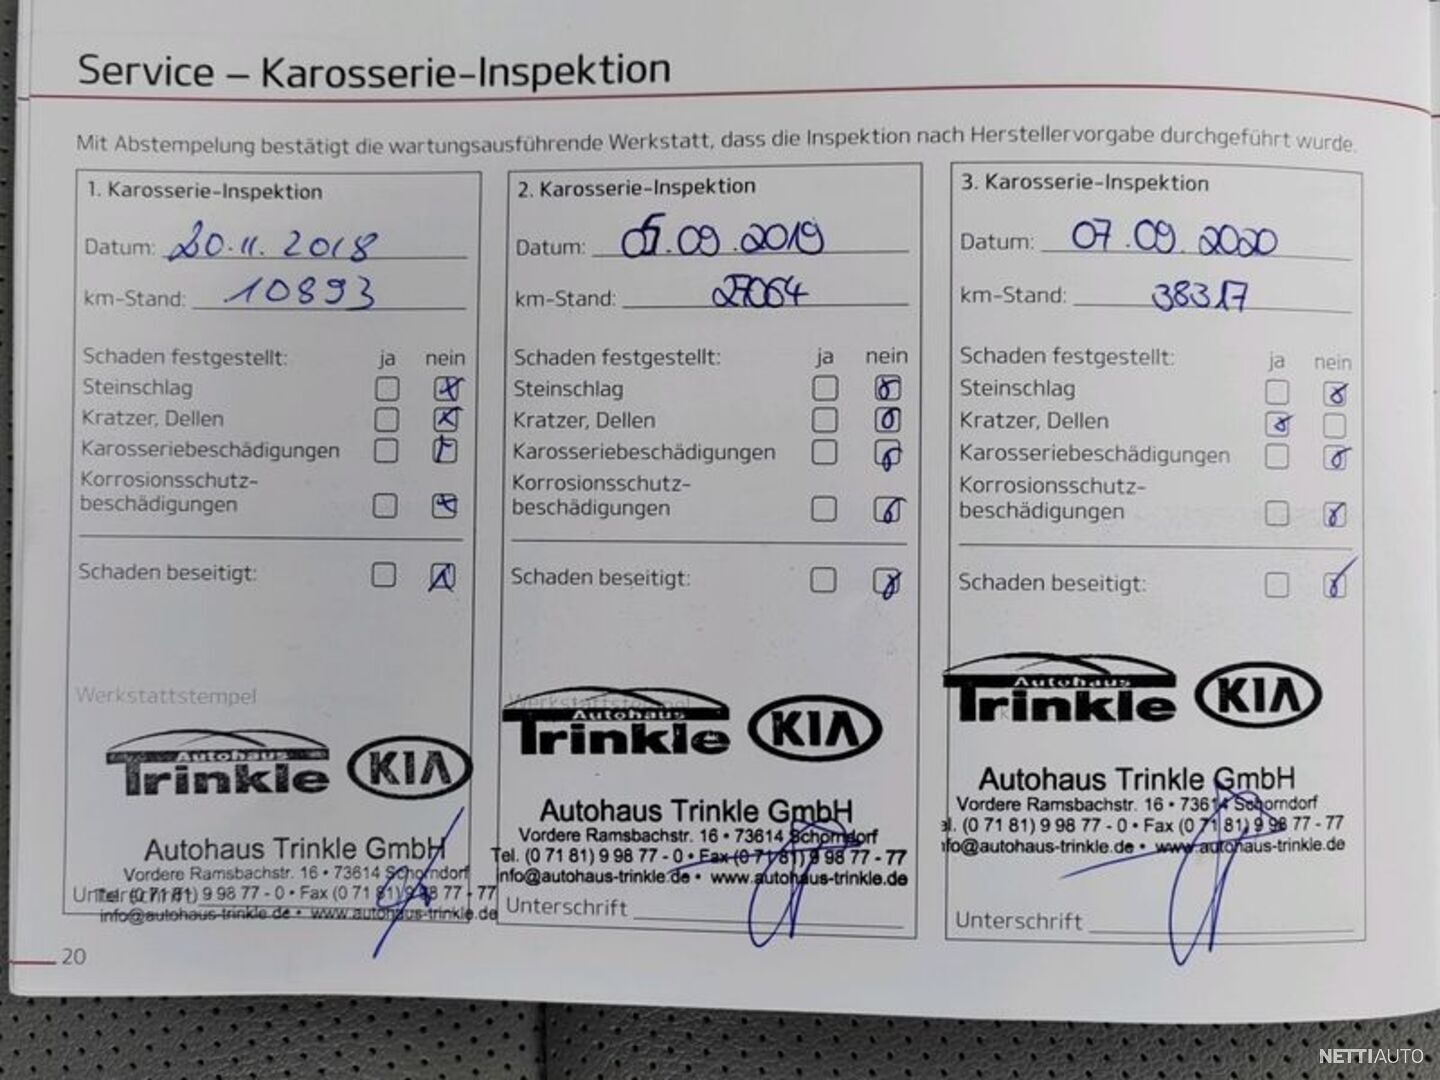 Service – Karosserie-Inspektion
Mit Abstempelung bestätigt die wartungsausführende Werkstatt, dass die Inspektion nach Herstellervorgabe durchgeführt wurde.
1. Karosserie-Inspektion
Datum: 20.11.2018
km-Stand: 10893
Schaden festgestellt: ja nein
Steinschlag
Kratzer, Dellen
Karosseriebeschädigungen
Korrosionsschutz-
beschädigungen
Schaden beseitigt:
Werkstattstempel
Autohaus
Trinkle KIA
Autohaus Trinkle GmbH
Vordere Ramsbachstr. 16 • 73614 Schorndorf
Tel. (0 71 81) 9 98 77 - 0 • Fax (0 71 81) 9 98 77 - 77
info@autohaus-trinkle.de • www.autohaus-trinkle.de
Unterschrift
2. Karosserie-Inspektion
Datum: .09.2019
km-Stand: 27064
Schaden festgestellt: ja nein
Steinschlag
Kratzer, Dellen
Karosseriebeschädigungen
Korrosionsschutz-
beschädigungen
Schaden beseitigt:
Werkstattstempel
Autohaus
Trinkle KIA
Autohaus Trinkle GmbH
Vordere Ramsbachstr. 16 • 73614 Schorndorf
Tel. (0 71 81) 9 98 77 - 0 • Fax (0 71 81) 9 98 77 - 77
info@autohaus-trinkle.de • www.autohaus-trinkle.de
Unterschrift
3. Karosserie-Inspektion
Datum: 07.09.2020
km-Stand: 38317
Schaden festgestellt: ja nein
Steinschlag
Kratzer, Dellen
Karosseriebeschädigungen
Korrosionsschutz-
beschädigungen
Schaden beseitigt:
Autohaus
Trinkle KIA
Autohaus Trinkle GmbH
Vordere Ramsbachstr. 16 • 73614 Schorndorf
el. (0 71 81) 9 98 77 - 0 • Fax (0 71 81) 9 98 77 - 77
nfo@autohaus-trinkle.de • www.autohaus-trinkle.de
Unterschrift
20
NETTIAUTO